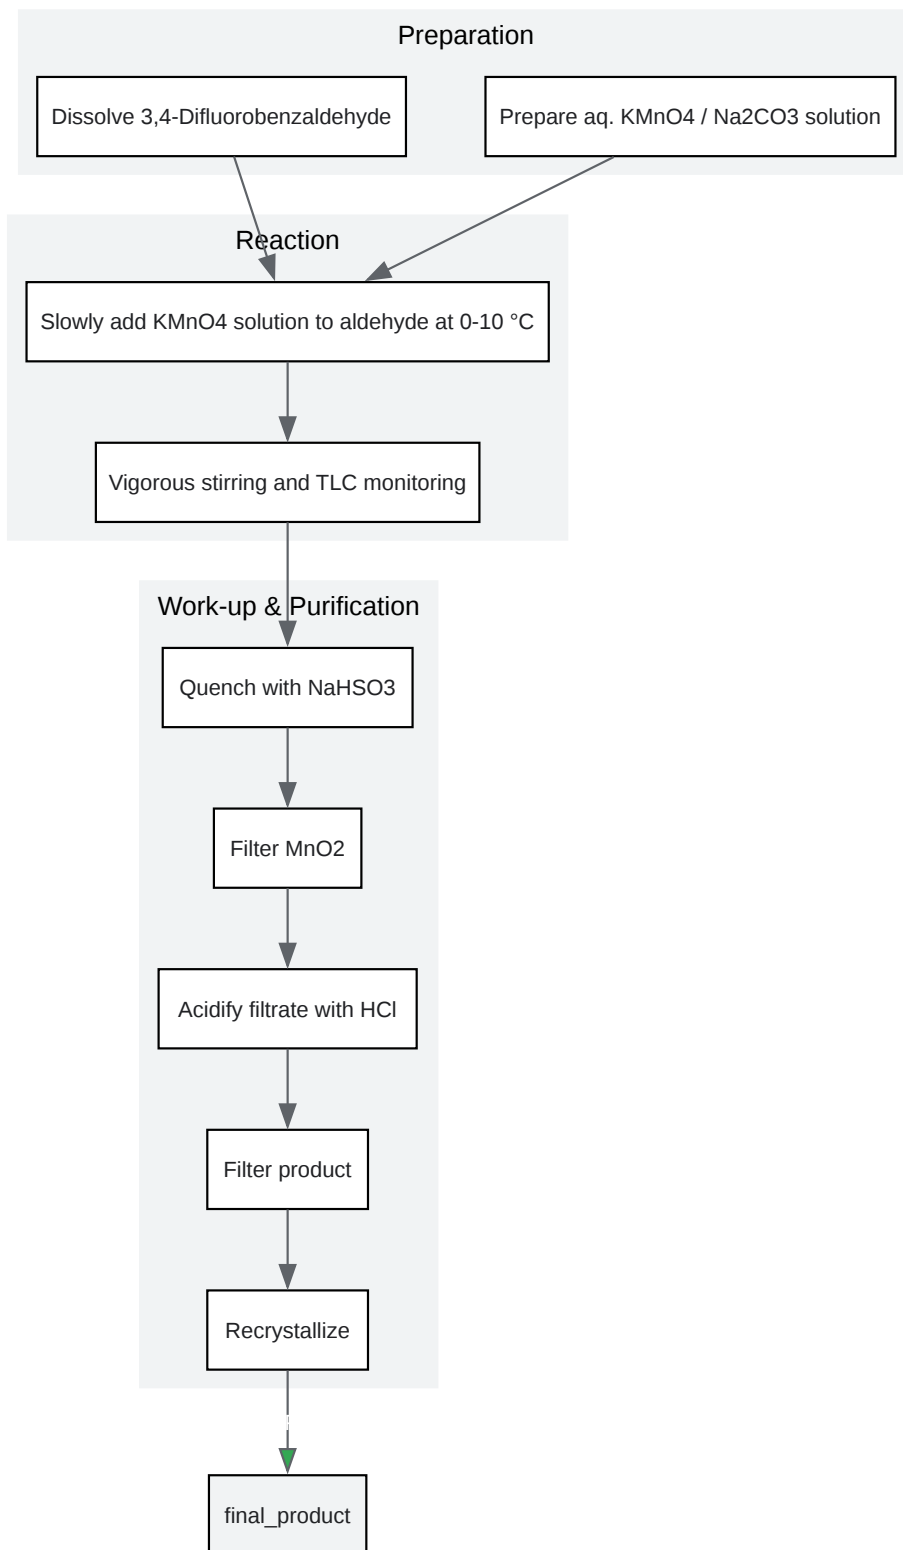 Preparation
Dissolve 3,4-Difluorobenzaldehyde
Prepare aq. KMnO4 / Na2CO3 solution
Reaction
Slowly add KMnO4 solution to aldehyde at 0-10 °C
Vigorous stirring and TLC monitoring
Work-up & Purification
Quench with NaHSO3
Filter MnO2
Acidify filtrate with HCl
Filter product
Recrystallize
final_product